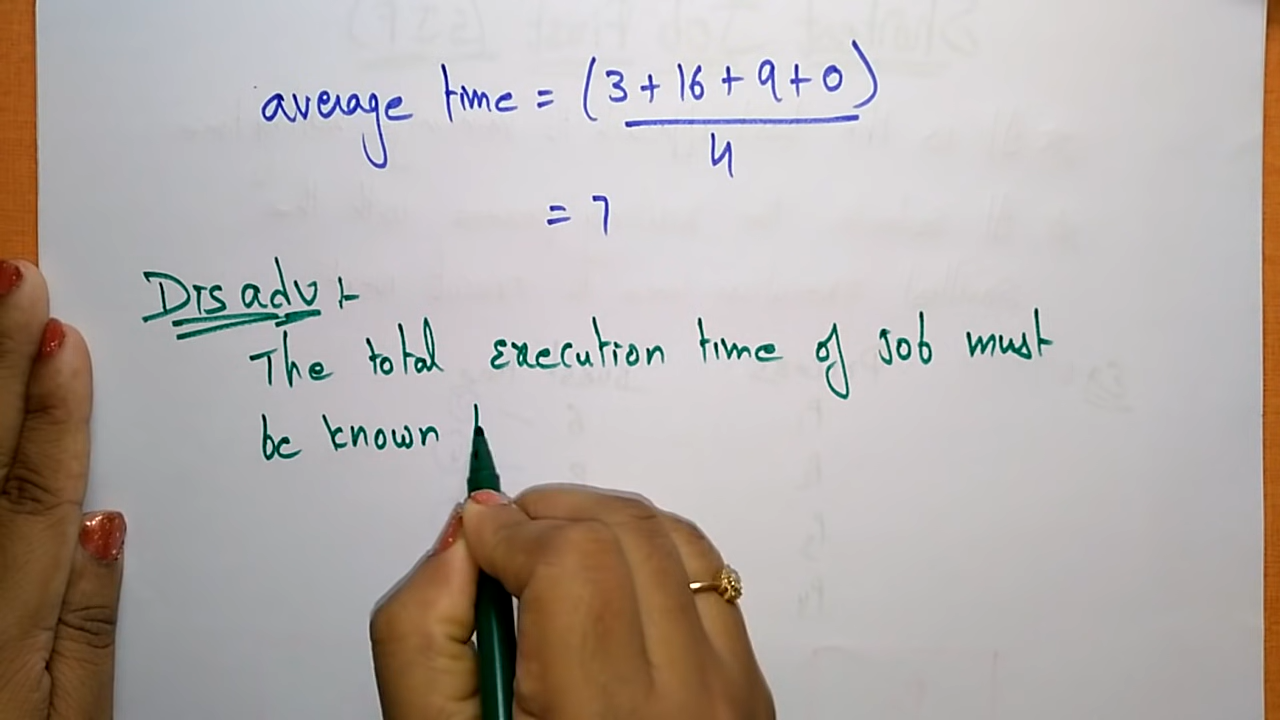 average time = (3+16+9+0)
4
= 7
Disadv :-
The total execution time of Job must
be known